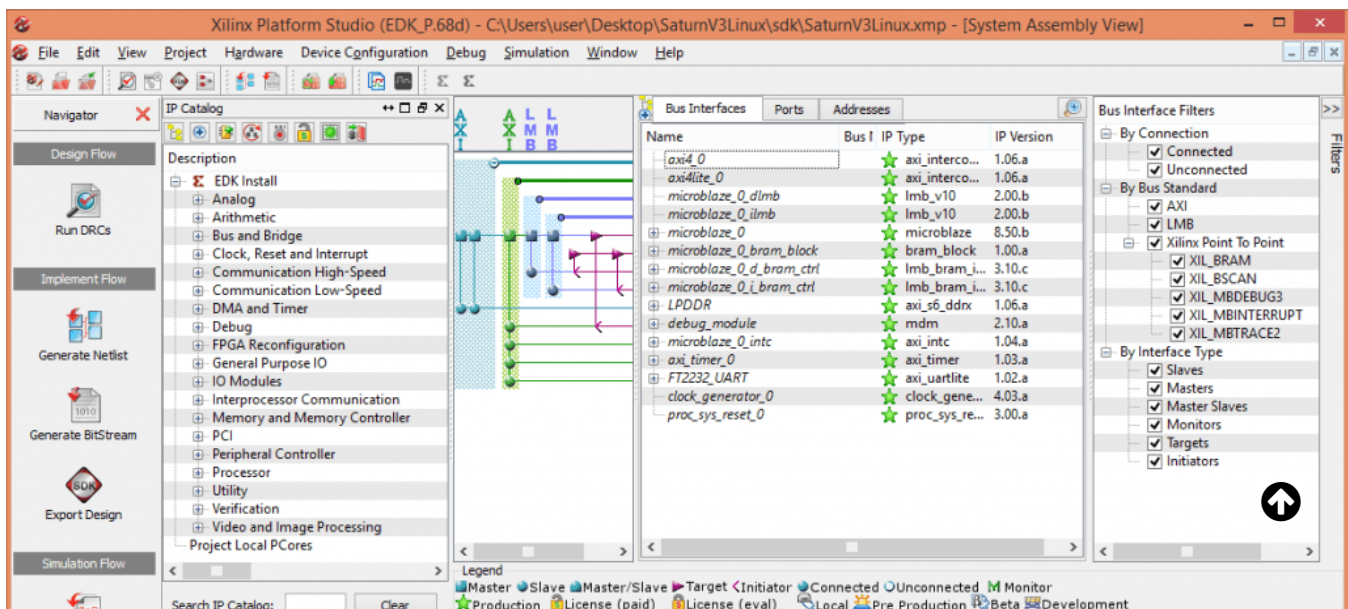 Xilinx Platform Studio (EDK_P.68d) - C:\Users\user\Desktop\SaturnV3Linux\sdk\SaturnV3Linux.xmp - [System Assembly View]
File Edit View Project Hardware Device Configuration Debug Simulation Window Help
Navigator
Design Flow
Run DRCs
Implement Flow
Generate Netlist
1010
Generate BitStream
SDK
Export Design
Simulation Flow
IP Catalog
Description
EDK Install
Analog
Arithmetic
Bus and Bridge
Clock, Reset and Interrupt
Communication High-Speed
Communication Low-Speed
DMA and Timer
Debug
FPGA Reconfiguration
General Purpose IO
IO Modules
Interprocessor Communication
Memory and Memory Controller
PCI
Peripheral Controller
Processor
Utility
Verification
Video and Image Processing
Project Local PCores
Search IP Catalog: Clear
AXI AXI LMB LMB
Bus Interfaces Ports Addresses
Name Bus IP Type IP Version
axi4_0 axi_interco... 1.06.a
axi4lite_0 axi_interco... 1.06.a
microblaze_0_dlmb lmb_v10 2.00.b
microblaze_0_ilmb lmb_v10 2.00.b
microblaze_0 microblaze 8.50.b
microblaze_0_bram_block bram_block 1.00.a
microblaze_0_d_bram_ctrl lmb_bram_i... 3.10.c
microblaze_0_i_bram_ctrl lmb_bram_i... 3.10.c
LPDDR axi_s6_ddrx 1.06.a
debug_module mdm 2.10.a
microblaze_0_intc axi_intc 1.04.a
axi_timer_0 axi_timer 1.03.a
FT2232_UART axi_uartlite 1.02.a
clock_generator_0 clock_gene... 4.03.a
proc_sys_reset_0 proc_sys_re... 3.00.a
Legend
Master Slave Master/Slave Target Initiator Connected Unconnected M Monitor
Production License (paid) License (eval) Local Pre Production Beta Development
Bus Interface Filters
By Connection
Connected
Unconnected
By Bus Standard
AXI
LMB
Xilinx Point To Point
XIL_BRAM
XIL_BSCAN
XIL_MBDEBUG3
XIL_MBINTERRUPT
XIL_MBTRACE2
By Interface Type
Slaves
Masters
Master Slaves
Monitors
Targets
Initiators
>>
Filters